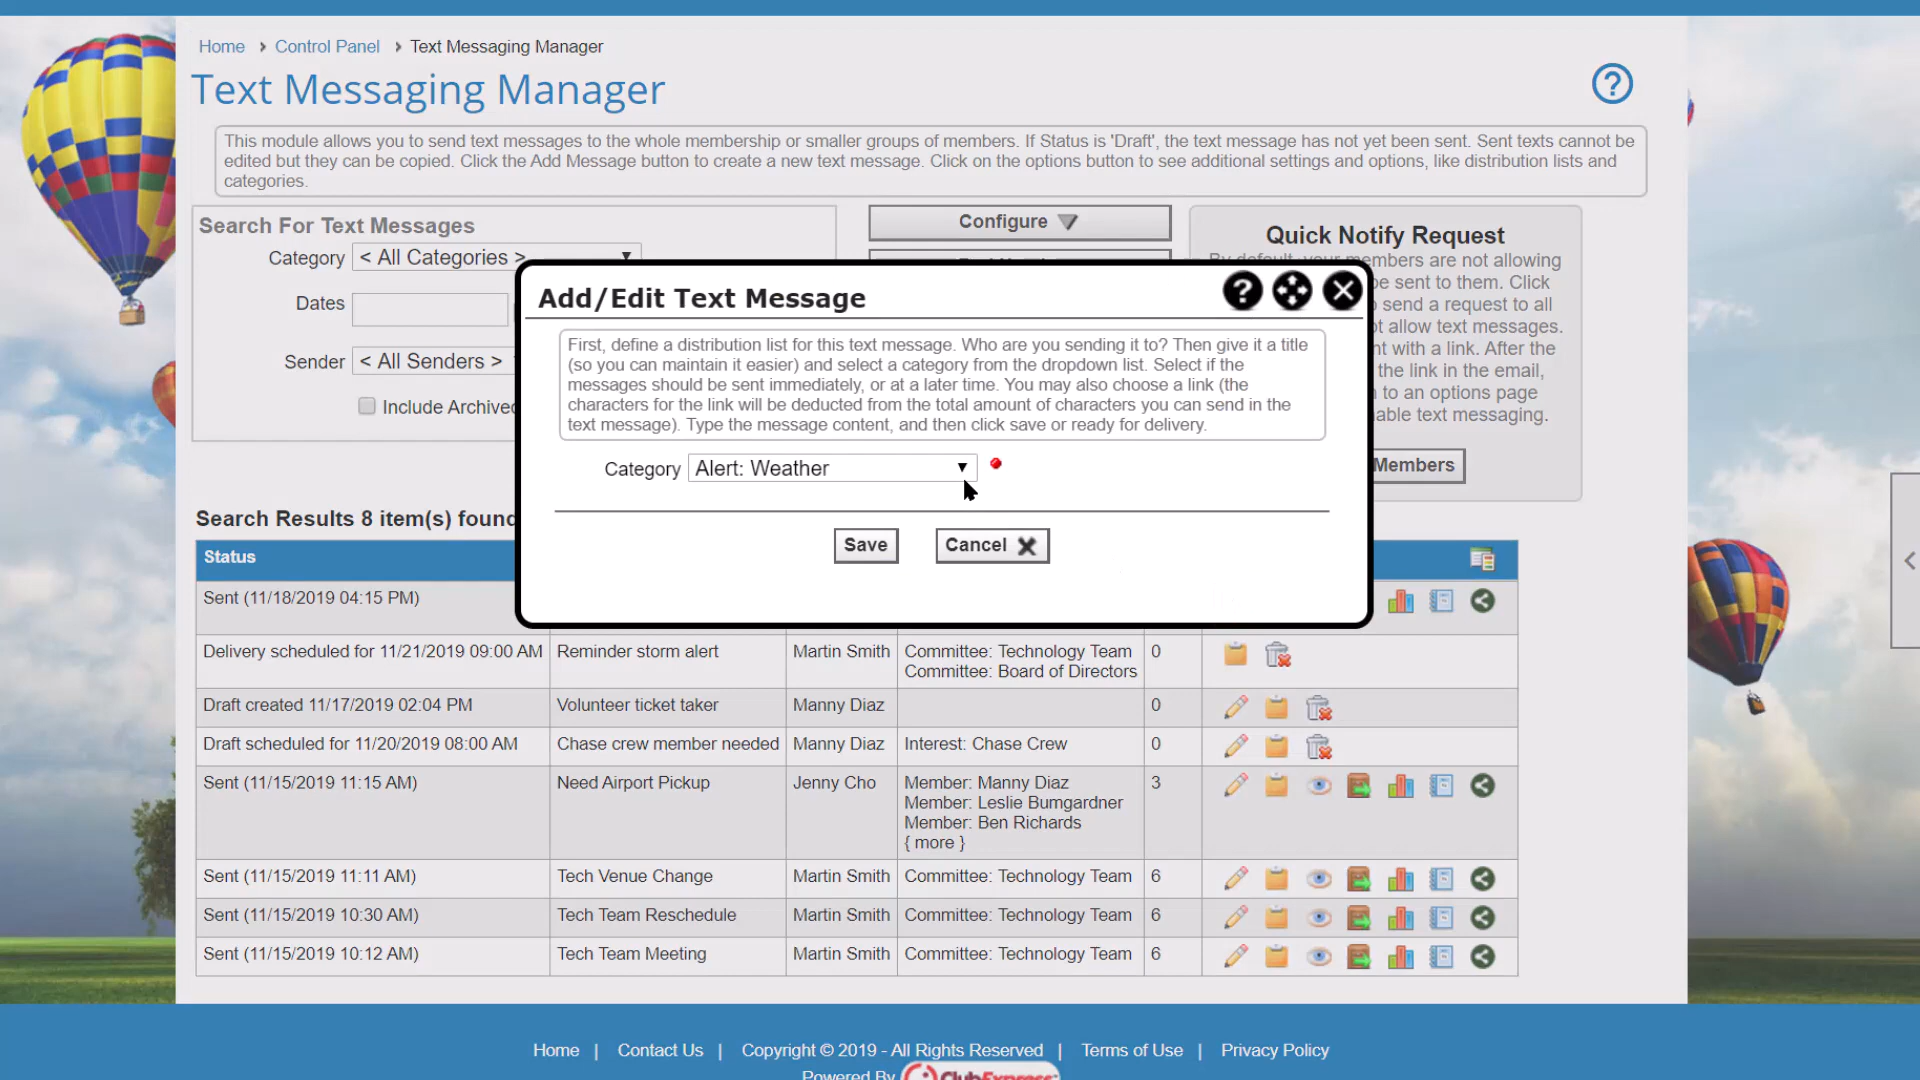 Home > Control Panel > Text Messaging Manager
Text Messaging Manager
?
This module allows you to send text messages to the whole membership or smaller groups of members. If Status is 'Draft', the text message has not yet been sent. Sent texts cannot be
edited but they can be copied. Click the Add Message button to create a new text message. Click on the options button to see additional settings and options, like distribution lists and
categories.
Search For Text Messages
Category < All Categories >
Dates
Sender < All Senders >
Include Archived
Configure
Quick Notify Request
By default, your members are not allowing
be sent to them. Click
send a request to all
t allow text messages.
nt with a link. After the
the link in the email,
n to an options page
able text messaging.
Members
Add/Edit Text Message
?
First, define a distribution list for this text message. Who are you sending it to? Then give it a title
(so you can maintain it easier) and select a category from the dropdown list. Select if the
messages should be sent immediately, or at a later time. You may also choose a link (the
characters for the link will be deducted from the total amount of characters you can send in the
text message). Type the message content, and then click save or ready for delivery.
Category Alert: Weather
Save
Cancel
Search Results 8 item(s) found
Status
Sent (11/18/2019 04:15 PM)
Delivery scheduled for 11/21/2019 09:00 AM Reminder storm alert Martin Smith Committee: Technology Team 0
Committee: Board of Directors
Draft created 11/17/2019 02:04 PM Volunteer ticket taker Manny Diaz 0
Draft scheduled for 11/20/2019 08:00 AM Chase crew member needed Manny Diaz Interest: Chase Crew 0
Sent (11/15/2019 11:15 AM) Need Airport Pickup Jenny Cho Member: Manny Diaz 3
Member: Leslie Bumgardner
Member: Ben Richards
{ more }
Sent (11/15/2019 11:11 AM) Tech Venue Change Martin Smith Committee: Technology Team 6
Sent (11/15/2019 10:30 AM) Tech Team Reschedule Martin Smith Committee: Technology Team 6
Sent (11/15/2019 10:12 AM) Tech Team Meeting Martin Smith Committee: Technology Team 6
Home | Contact Us | Copyright © 2019 - All Rights Reserved | Terms of Use | Privacy Policy
Powered By ClubExpress